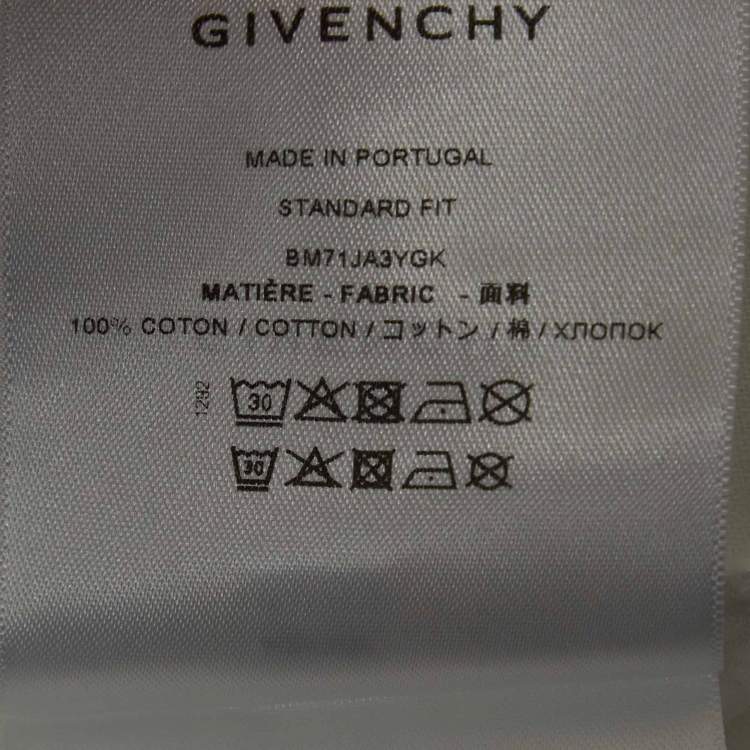 GIVENCHY
MADE IN PORTUGAL
STANDARD FIT
BM71JA3YGK
MATIÈRE - FABRIC - 面料
100% COTON / COTTON / コットン / 棉 / ХЛОПОК
1292
30
30